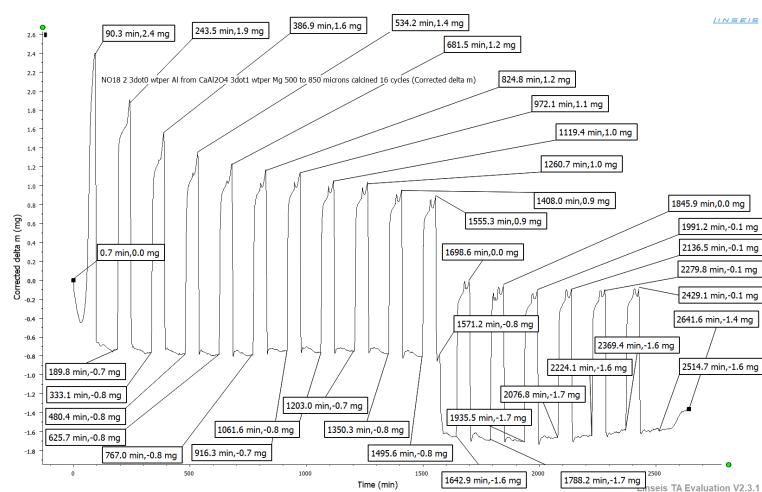 LINSEIS
90.3 min,2.4 mg
243.5 min,1.9 mg
386.9 min,1.6 mg
534.2 min,1.4 mg
681.5 min,1.2 mg
NO18 2 3dot0 wtper Al from CaAl2O4 3dot1 wtper Mg 500 to 850 microns calcined 16 cycles (Corrected delta m)
824.8 min,1.2 mg
972.1 min,1.1 mg
1119.4 min,1.0 mg
1260.7 min,1.0 mg
1408.0 min,0.9 mg
1555.3 min,0.9 mg
1845.9 min,0.0 mg
1991.2 min,-0.1 mg
1698.6 min,0.0 mg
2136.5 min,-0.1 mg
2279.8 min,-0.1 mg
2429.1 min,-0.1 mg
0.7 min,0.0 mg
2641.6 min,-1.4 mg
1571.2 min,-0.8 mg
2369.4 min,-1.6 mg
2224.1 min,-1.6 mg
2514.7 min,-1.6 mg
189.8 min,-0.7 mg
333.1 min,-0.8 mg
2076.8 min,-1.7 mg
1203.0 min,-0.7 mg
480.4 min,-0.8 mg
1935.5 min,-1.7 mg
1061.6 min,-0.8 mg
1350.3 min,-0.8 mg
625.7 min,-0.8 mg
767.0 min,-0.8 mg
916.3 min,-0.7 mg
1495.6 min,-0.8 mg
1642.9 min,-1.6 mg
1788.2 min,-1.7 mg
Corrected delta m (mg)
2.6
2.4
2.2
2.0
1.8
1.6
1.4
1.2
1.0
0.8
0.6
0.4
0.2
0.0
-0.2
-0.4
-0.6
-0.8
-1.0
-1.2
-1.4
-1.6
-1.8
0 500 1000 1500 2000 2500
Time (min)
Linseis TA Evaluation V2.3.1